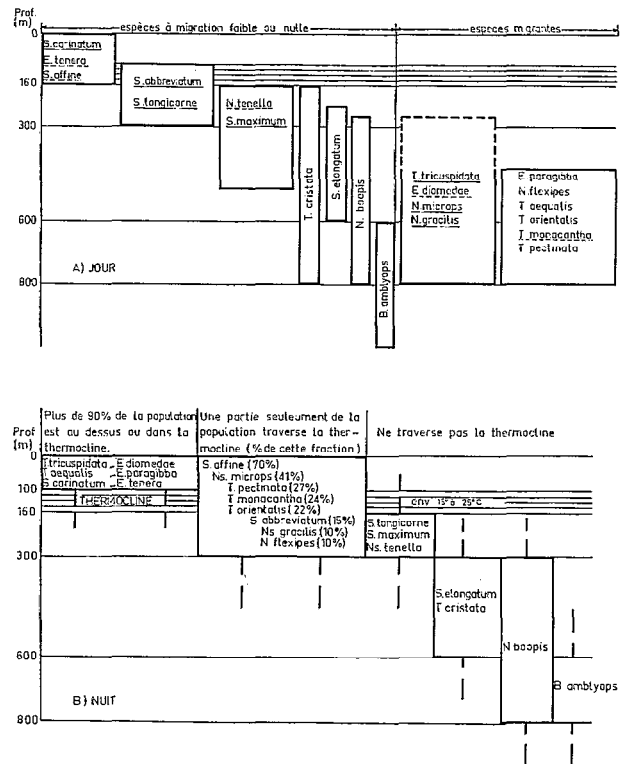 Prof. espèces à migration faible ou nulle especes migrantes
(m)
0
S.carinatum
E.tenera
S.affine
160
S.abbreviatum
S.longicorne
N.tenella
S.maximum
300
T. cristata
S. elongatum
N. boopis
B. amblyops
T.tricuspidata
E.diomedae
N.microps
N.gracilis
E paragibba
N.flexipes
T aequalis
T orientalis
T monacantha
T pectinata
600
A) JOUR
800
Plus de 90% de la population
est au dessus ou dans la
thermocline.
Une partie seuleument de la
population traverse la ther-
mocline (% de cette fraction)
Ne traverse pas la thermocline
Prof
(m)
0
T.tricuspidata E.diomedae
T aequalis E.paragibba
S carinatum E.tenera
100
THERMOCLINE
160
S. affine (70%)
Ns. microps (41%)
T. pectinata (27%)
T monacantha (24%)
T orientalis (22%)
S abbreviatum (15%)
Ns gracilis (10%)
N flexipes (10%)
env 15° à 25°C
S.longicorne
S. maximum
Ns. tenella
300
S.elongatum
T cristata
N boopis
600
B amblyops
B) NUIT
800